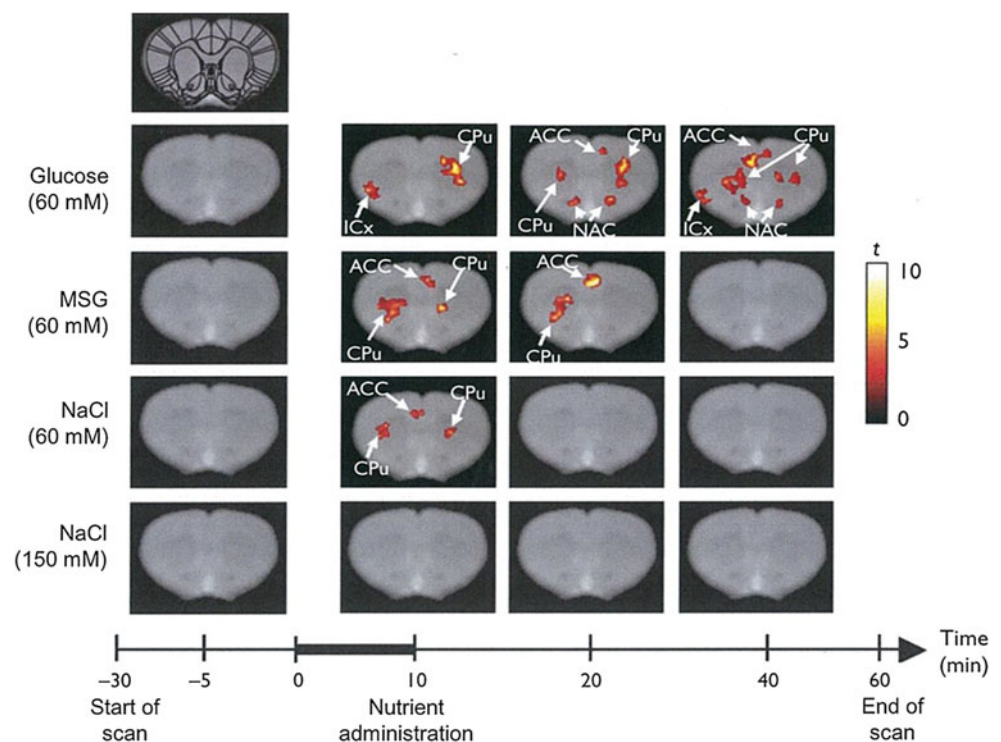 Glucose
(60 mM)
CPu
ICx
ACC
CPu
CPu
NAC
ACC
CPu
ICx
NAC
MSG
(60 mM)
ACC
CPu
CPu
ACC
CPu
t
10
5
0
NaCl
(60 mM)
ACC
CPu
CPu
NaCl
(150 mM)
Time
(min)
–30
–5
0
10
20
40
60
Start of
scan
Nutrient
administration
End of
scan